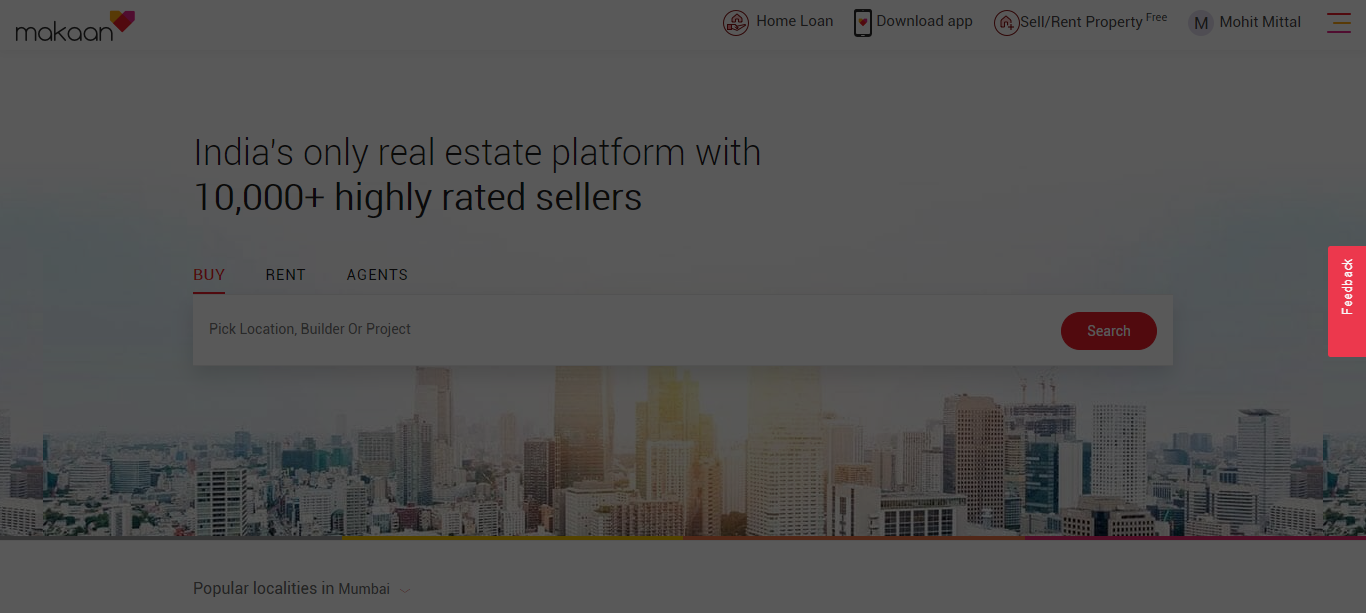 makaan
Home Loan
Download app
Sell/Rent Property Free
M
Mohit Mittal
India's only real estate platform with
10,000+ highly rated sellers
BUY
RENT
AGENTS
Pick Location, Builder Or Project
Search
Feedback
Popular localities in Mumbai